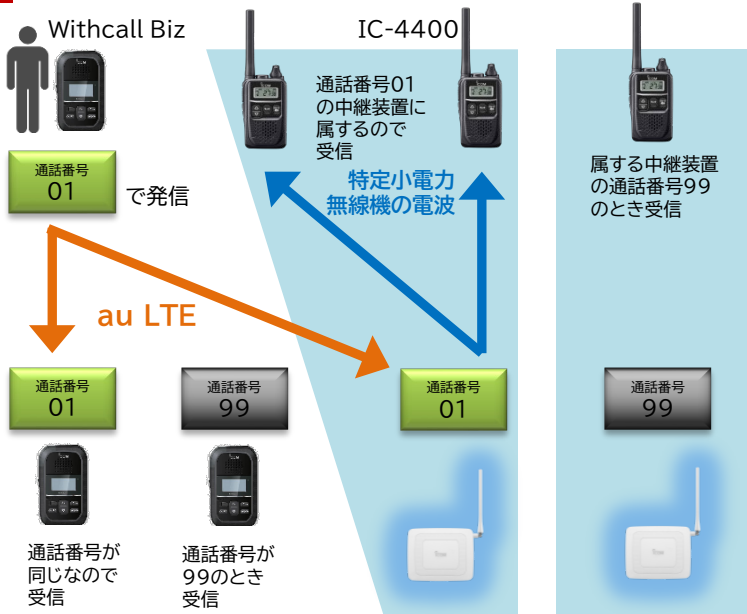 Withcall Biz
IC-4400
通話番号01
の中継装置に
属するので
受信
特定小電力
無線機の電波
属する中継装置
の通話番号99
のとき受信
通話番号
01
で発信
au LTE
通話番号
01
通話番号
99
通話番号
01
通話番号
99
通話番号が
同じなので
受信
通話番号が
99のとき
受信